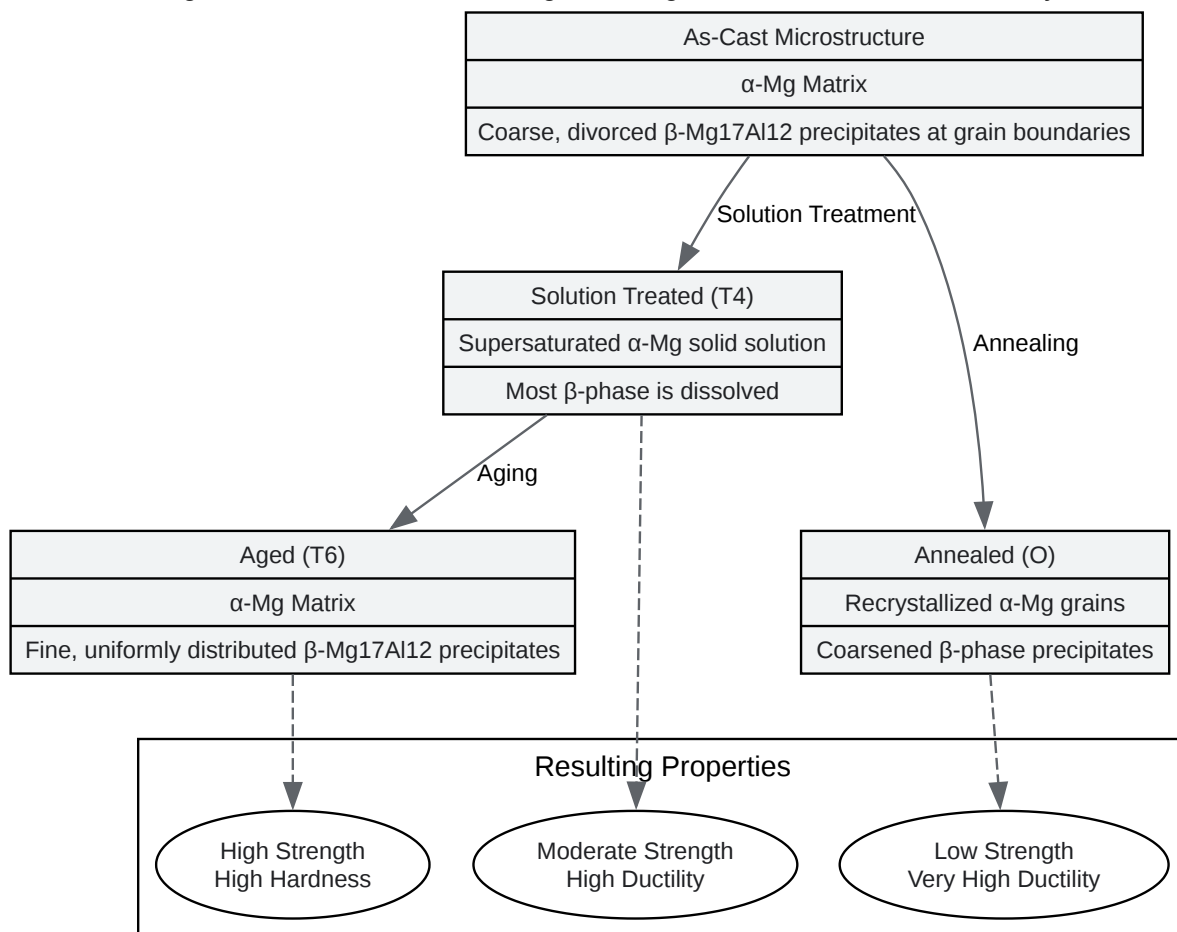 As-Cast Microstructure
α-Mg Matrix
Coarse, divorced β-Mg17Al12 precipitates at grain boundaries
Solution Treatment
Annealing
Solution Treated (T4)
Supersaturated α-Mg solid solution
Most β-phase is dissolved
Aging
Aged (T6)
α-Mg Matrix
Fine, uniformly distributed β-Mg17Al12 precipitates
Annealed (O)
Recrystallized α-Mg grains
Coarsened β-phase precipitates
Resulting Properties
High Strength
High Hardness
Moderate Strength
High Ductility
Low Strength
Very High Ductility